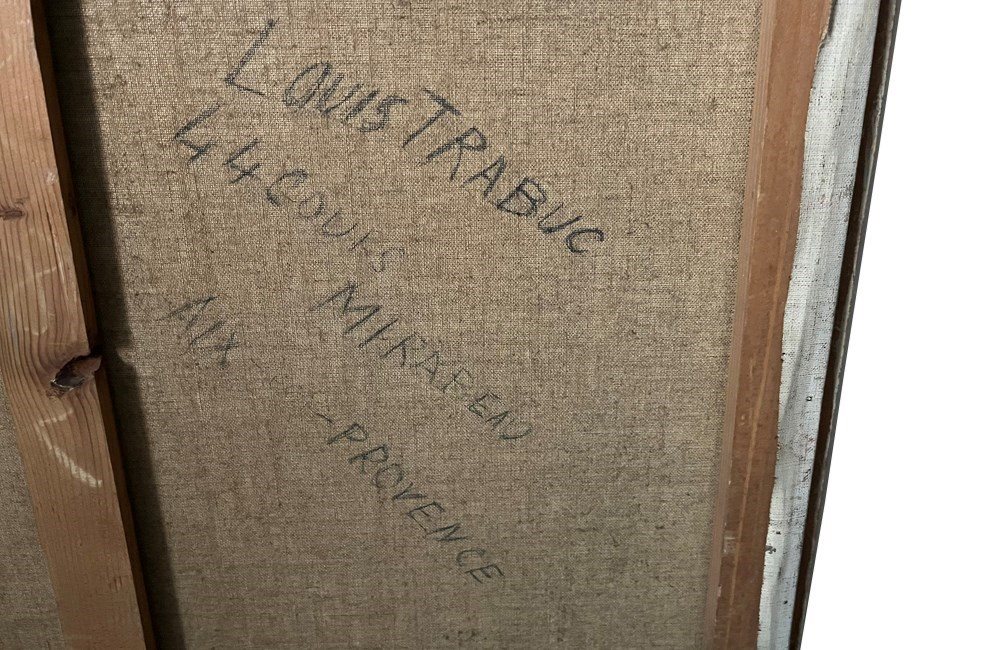 LOUIS TRABUC
44 COURS MIRABEAU
AIX -PROVENCE